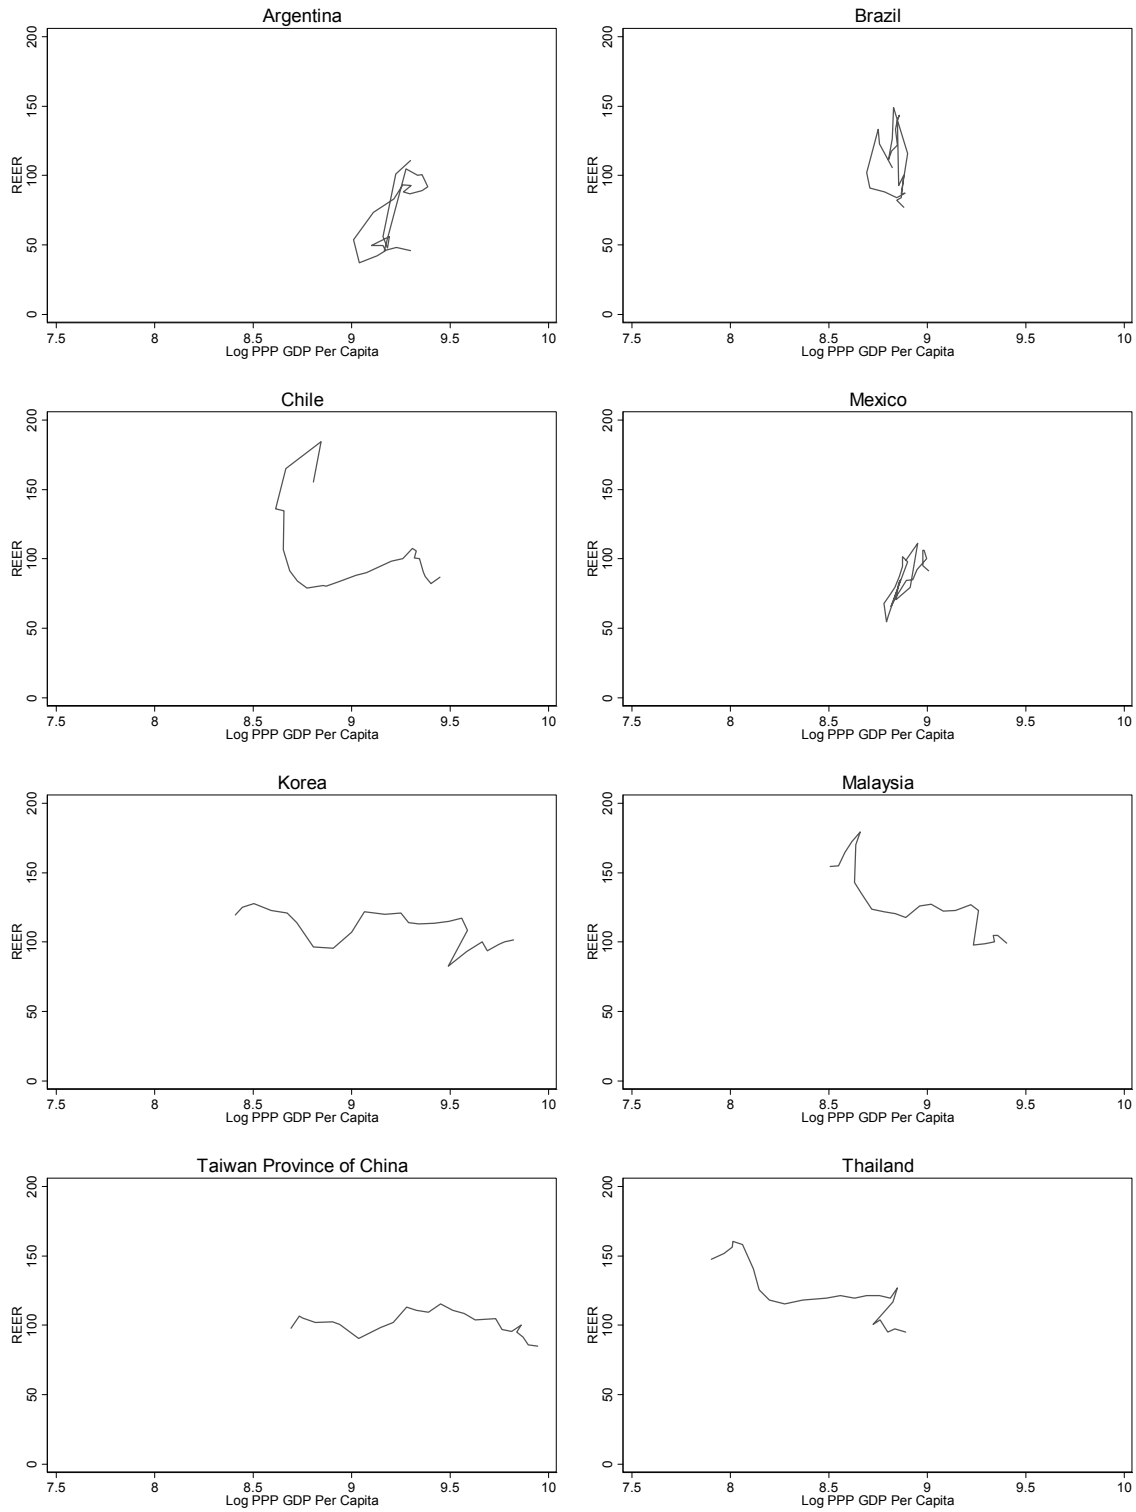 Argentina
REER
0 50 100 150 200
7.5 8 8.5 9 9.5 10
Log PPP GDP Per Capita
Brazil
REER
0 50 100 150 200
7.5 8 8.5 9 9.5 10
Log PPP GDP Per Capita
Chile
REER
0 50 100 150 200
7.5 8 8.5 9 9.5 10
Log PPP GDP Per Capita
Mexico
REER
0 50 100 150 200
7.5 8 8.5 9 9.5 10
Log PPP GDP Per Capita
Korea
REER
0 50 100 150 200
7.5 8 8.5 9 9.5 10
Log PPP GDP Per Capita
Malaysia
REER
0 50 100 150 200
7.5 8 8.5 9 9.5 10
Log PPP GDP Per Capita
Taiwan Province of China
REER
0 50 100 150 200
7.5 8 8.5 9 9.5 10
Log PPP GDP Per Capita
Thailand
REER
0 50 100 150 200
7.5 8 8.5 9 9.5 10
Log PPP GDP Per Capita